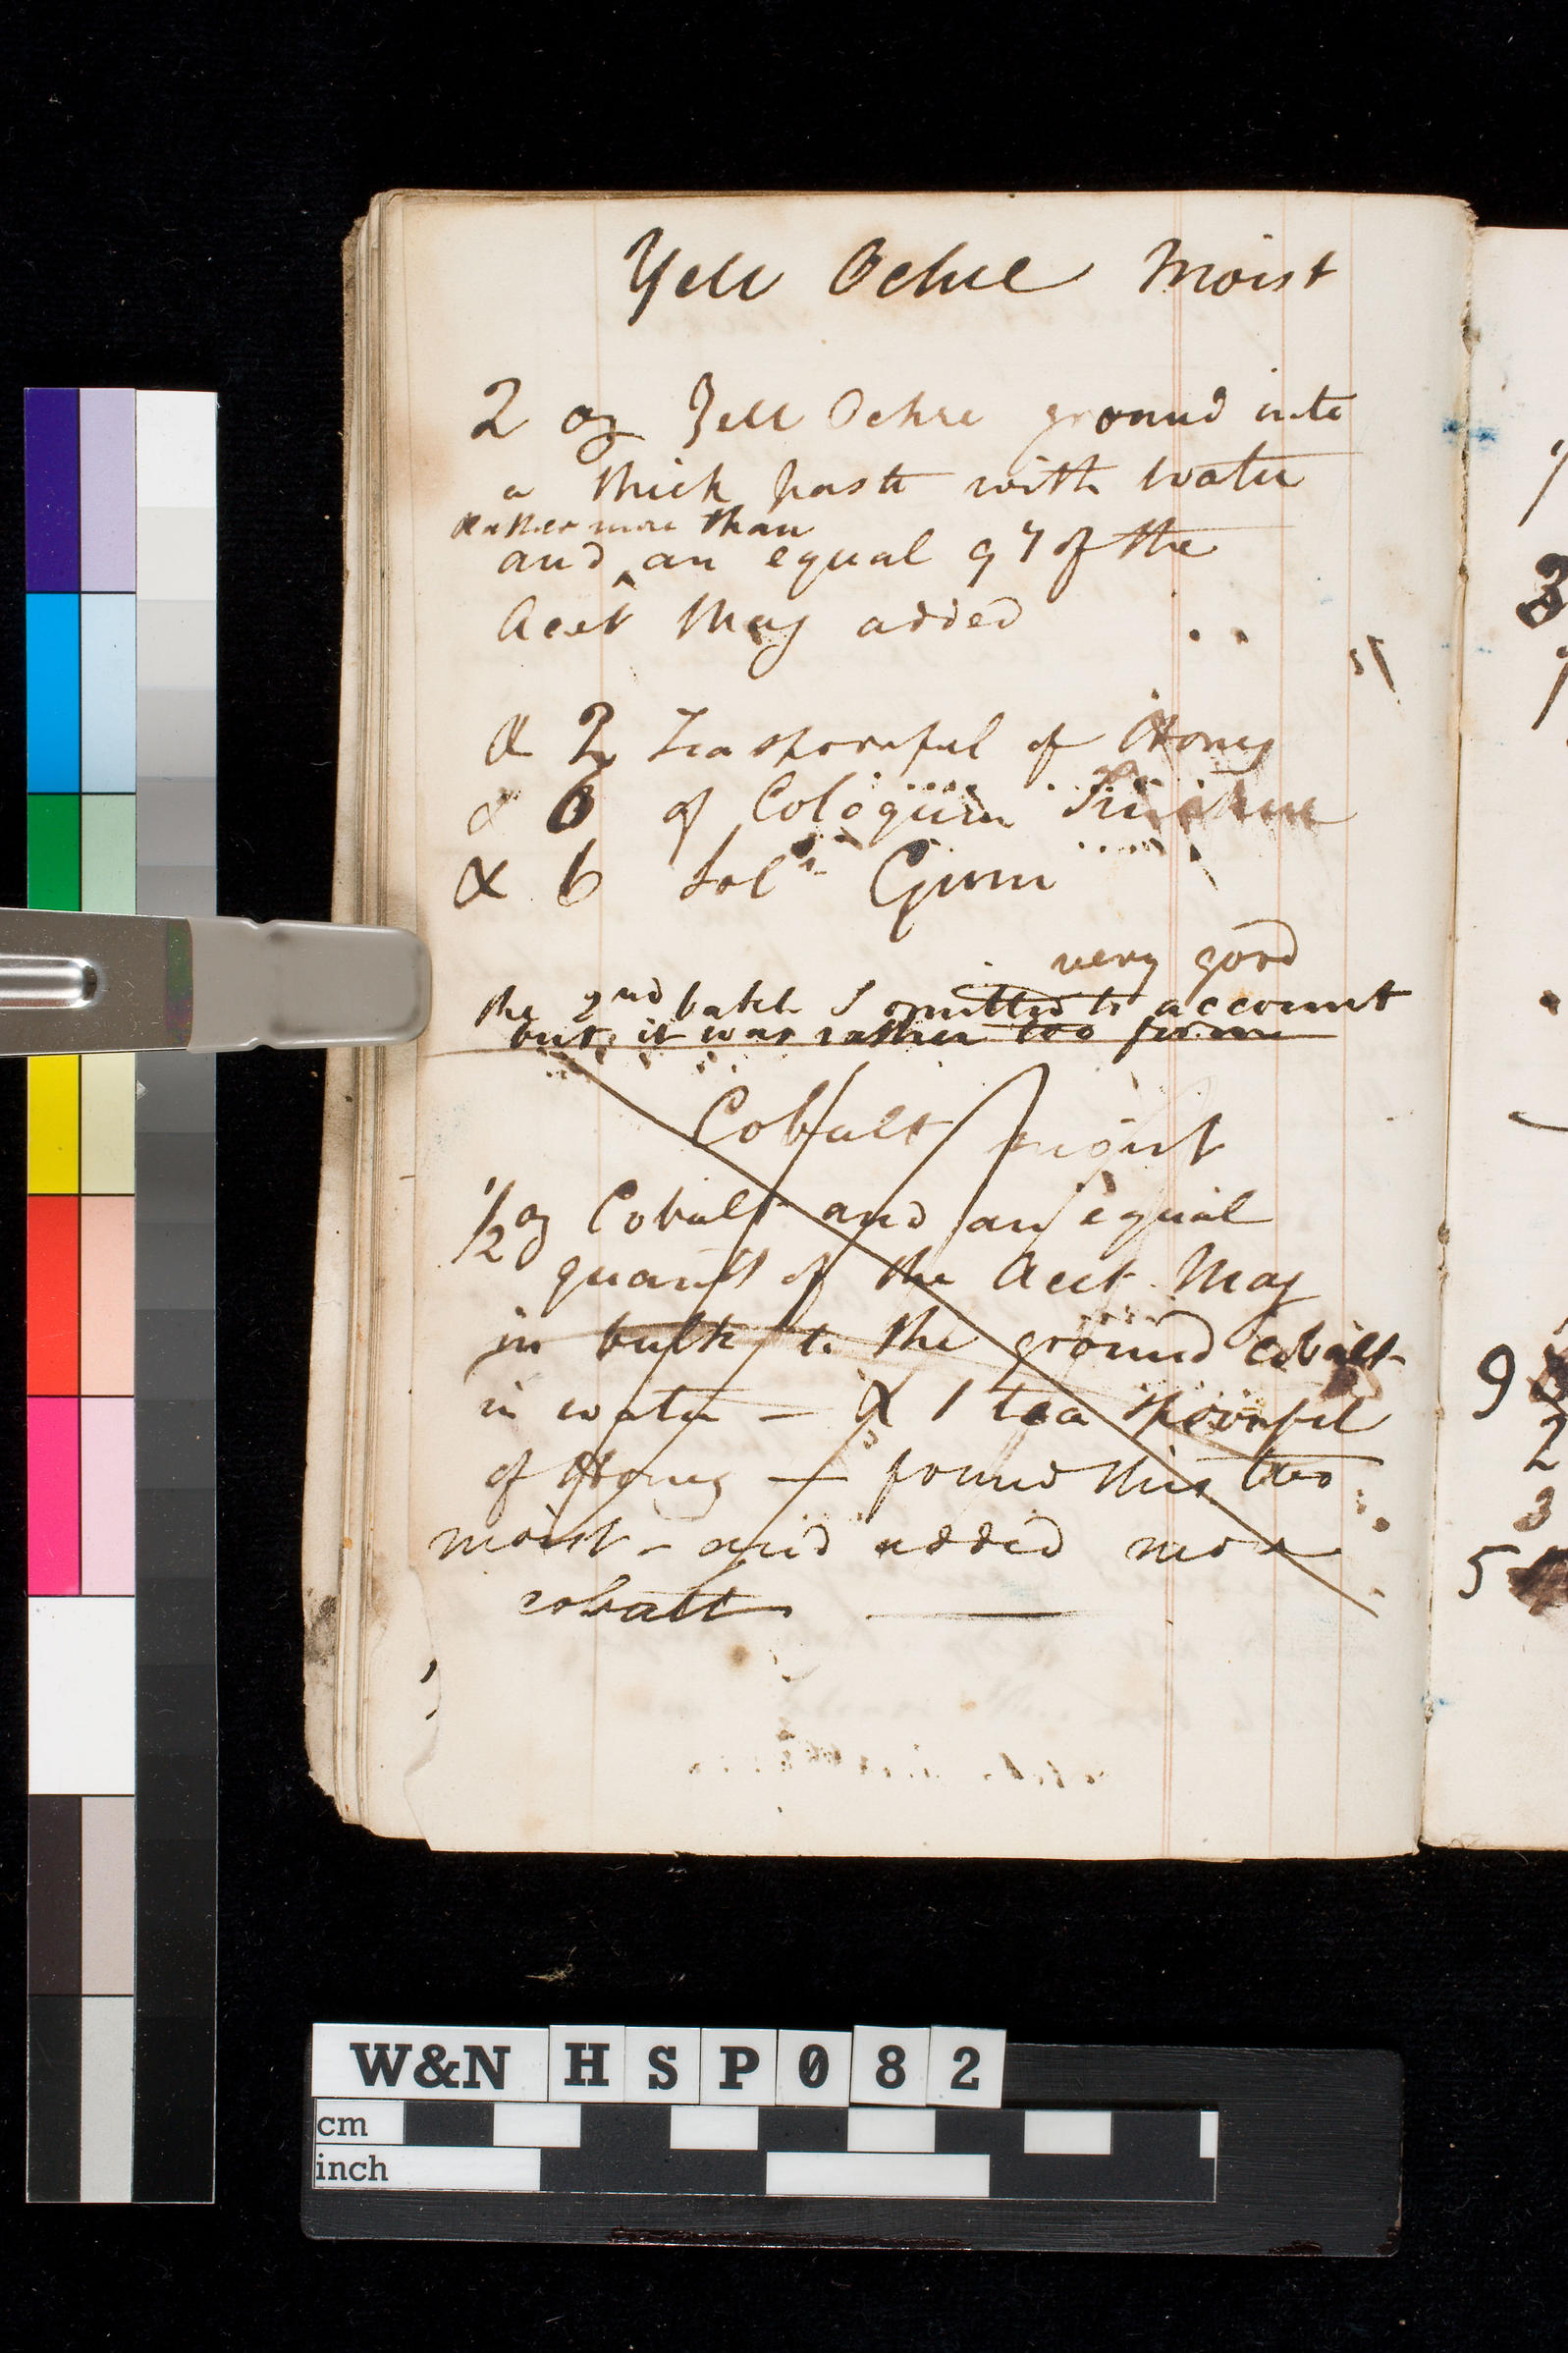 Yell Ochre Moist
2 oz Yell Ochre ground into
a thick paste with water
rather more than
and ^ an equal qy of the
Acet Mag added
& 2 Teaspoonful of Honey
& 6 of Coloquin Tincture
& 6 Sol.n Gum
very good
the 2nd batch I omitted to account
but it was rather too firm
Cobalt moist
1/2 oz Cobalt and an equal
quant of the Acet Mag
in bulk to the ground cobalt
in water — & 1 tea spoonful
of Honey — found this too
moist - and added more
cobalt ———
3
9
2
3
5
W&N HSP082
cm
inch